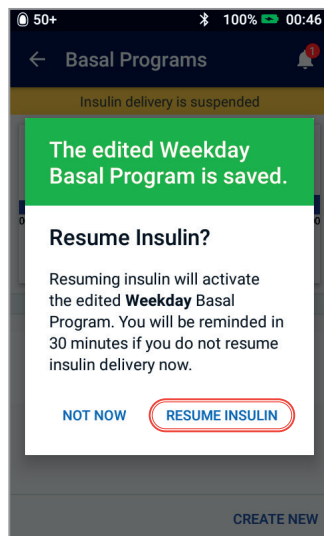 50+ 100% 00:46
Basal Programs 1
Insulin delivery is suspended
The edited Weekday
Basal Program is saved.
Resume Insulin?
Resuming insulin will activate
the edited Weekday Basal
Program. You will be reminded in
30 minutes if you do not resume
insulin delivery now.
NOT NOW RESUME INSULIN
CREATE NEW